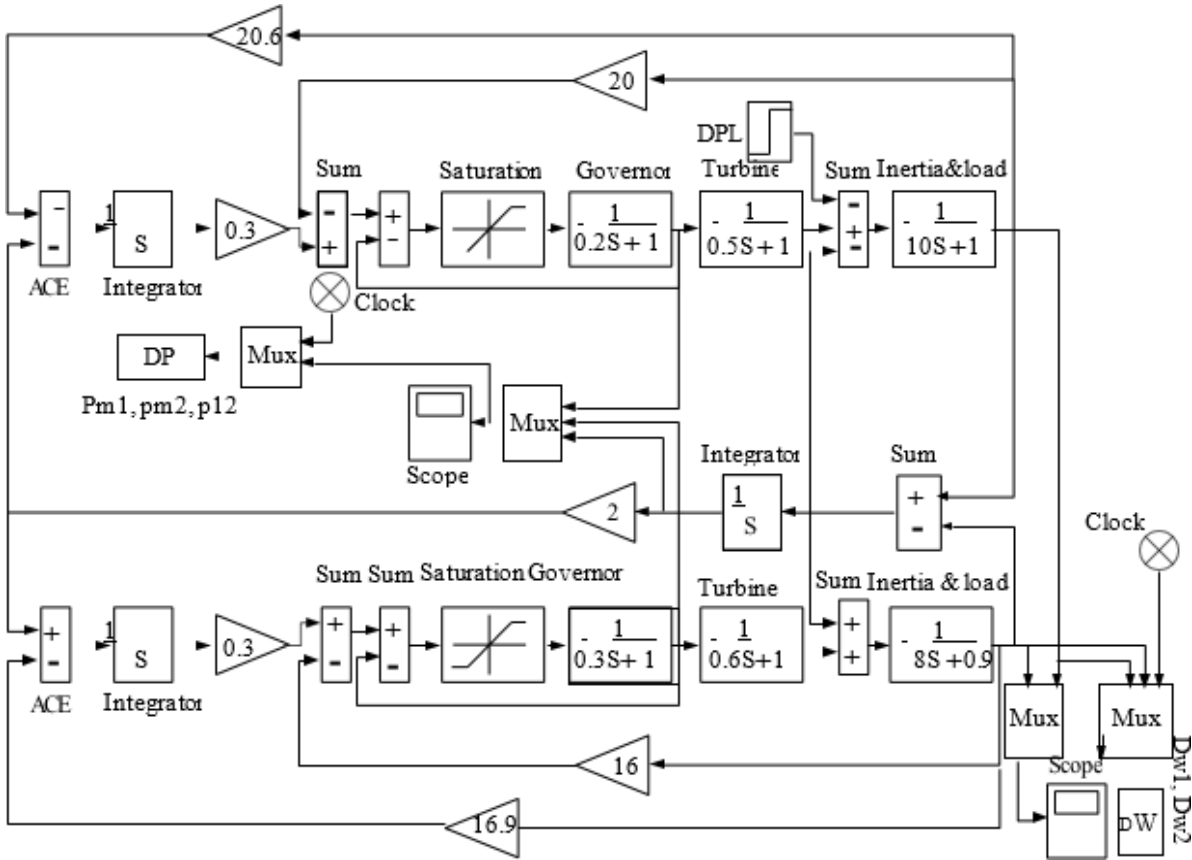 20.6
20
DPL
Sum
Saturation
Governor
Turbine
Sum
Inertia&load
-
-
1
S
0.3
-
+
+
-
- 1
0.2S+1
- 1
0.5S+1
-
+
-
- 1
10S+1
ACE
Integrator
Clock
DP
Mux
Pm1, pm2, p12
Mux
Scope
Integrator
Sum
2
1
S
+
-
Clock
Sum
Sum
Saturation
Governor
Turbine
Sum
Inertia & load
+
-
1
S
0.3
+
-
+
-
- 1
0.3S+1
- 1
0.6S+1
+
+
- 1
8S+0.9
ACE
Integrator
Mux
Mux
16
Scope
16.9
DW
Dw1, Dw2